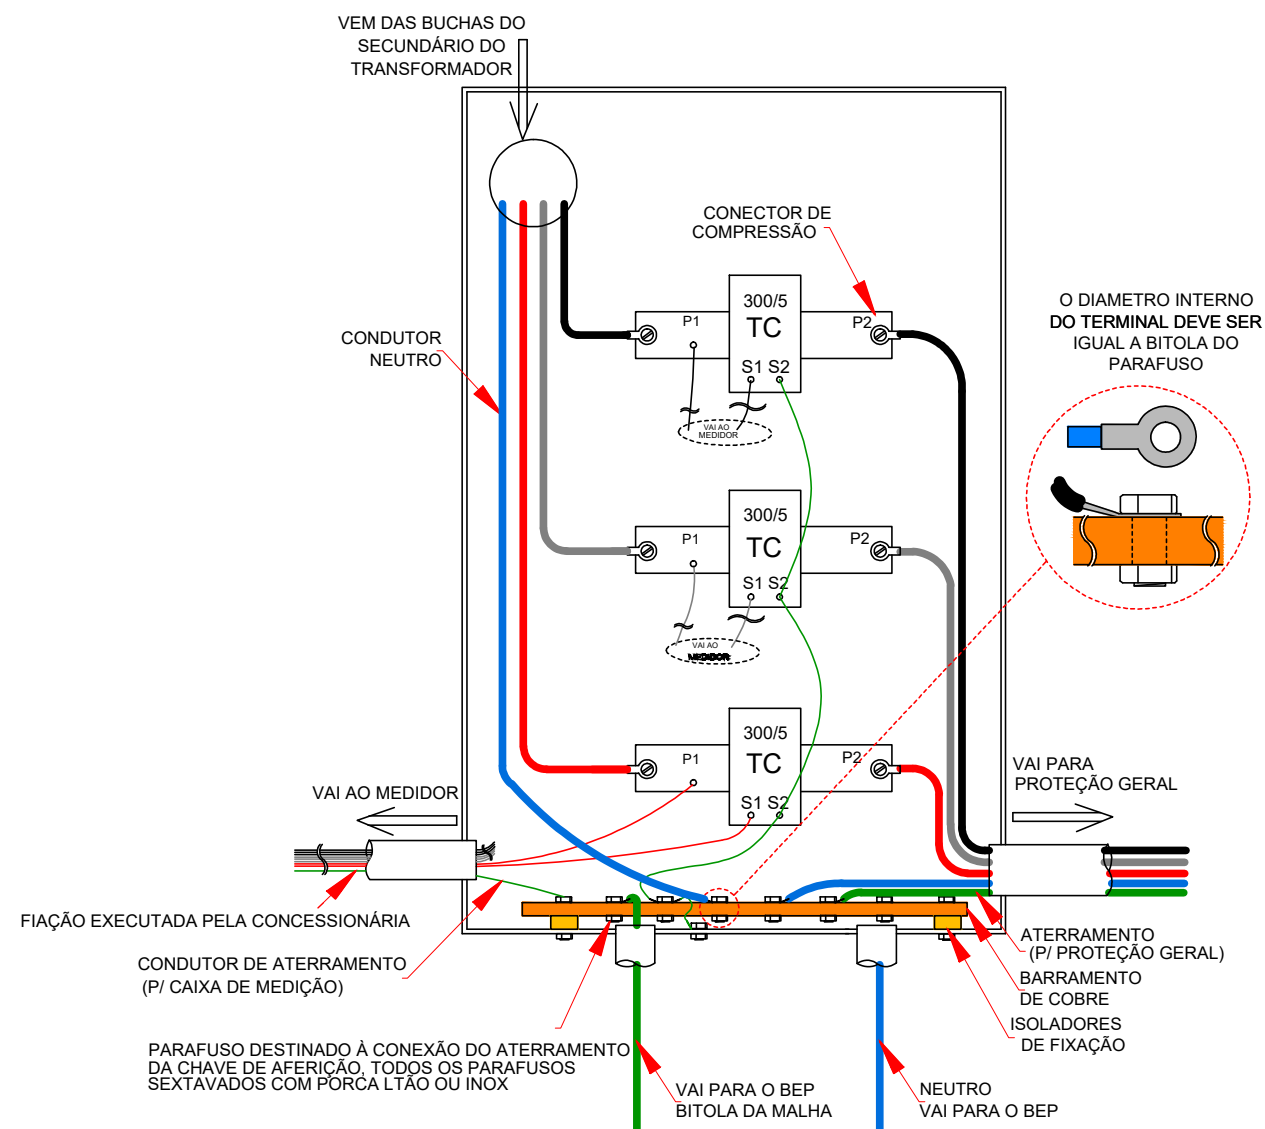 VEM DAS BUCHAS DO
SECUNDÁRIO DO
TRANSFORMADOR
CONECTOR DE
COMPRESSÃO
CONDUTOR
NEUTRO
300/5
P1
TC
P2
S1 S2
VAI AO
MEDIDOR
O DIAMETRO INTERNO
DO TERMINAL DEVE SER
IGUAL A BITOLA DO
PARAFUSO
300/5
P1
TC
P2
S1 S2
VAI AO
MEDIDOR
300/5
P1
TC
P2
S1 S2
VAI AO MEDIDOR
VAI PARA
PROTEÇÃO GERAL
FIAÇÃO EXECUTADA PELA CONCESSIONÁRIA
CONDUTOR DE ATERRAMENTO
(P/ CAIXA DE MEDIÇÃO)
ATERRAMENTO
(P/ PROTEÇÃO GERAL)
BARRAMENTO
DE COBRE
ISOLADORES
DE FIXAÇÃO
PARAFUSO DESTINADO À CONEXÃO DO ATERRAMENTO
DA CHAVE DE AFERIÇÃO, TODOS OS PARAFUSOS
SEXTAVADOS COM PORCA LTÃO OU INOX
VAI PARA O BEP
BITOLA DA MALHA
NEUTRO
VAI PARA O BEP